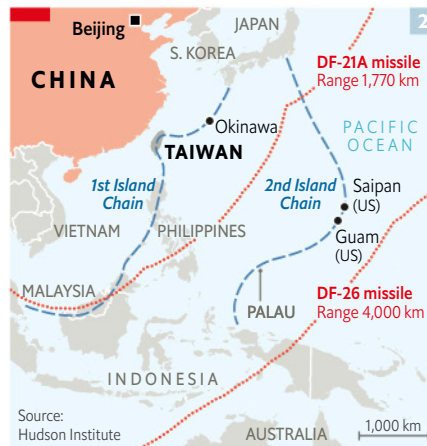 2
Beijing
JAPAN
S. KOREA
CHINA
DF-21A missile
Range 1,770 km
Okinawa
PACIFIC
OCEAN
TAIWAN
1st Island
Chain
2nd Island
Chain
Saipan
(US)
VIETNAM
PHILIPPINES
Guam
(US)
MALAYSIA
DF-26 missile
Range 4,000 km
PALAU
INDONESIA
Source:
Hudson Institute
AUSTRALIA
1,000 km